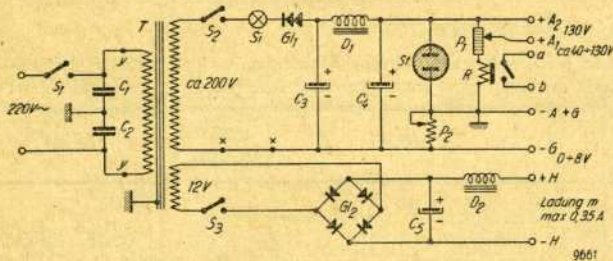 T
S2
Si
Gl1
D1
+ A2 130V
P1
+ A1 ca 40÷130V
a
S1
y
C1
ca 200V
C3
+
-
C4
+
-
St
R
b
220V~
C2
- A + G
P2
y
x
x
- G 0÷8V
12V
+ H
Gl2
D2
C5
+
-
Ladung m
max 0,35 A
S3
- H
9661